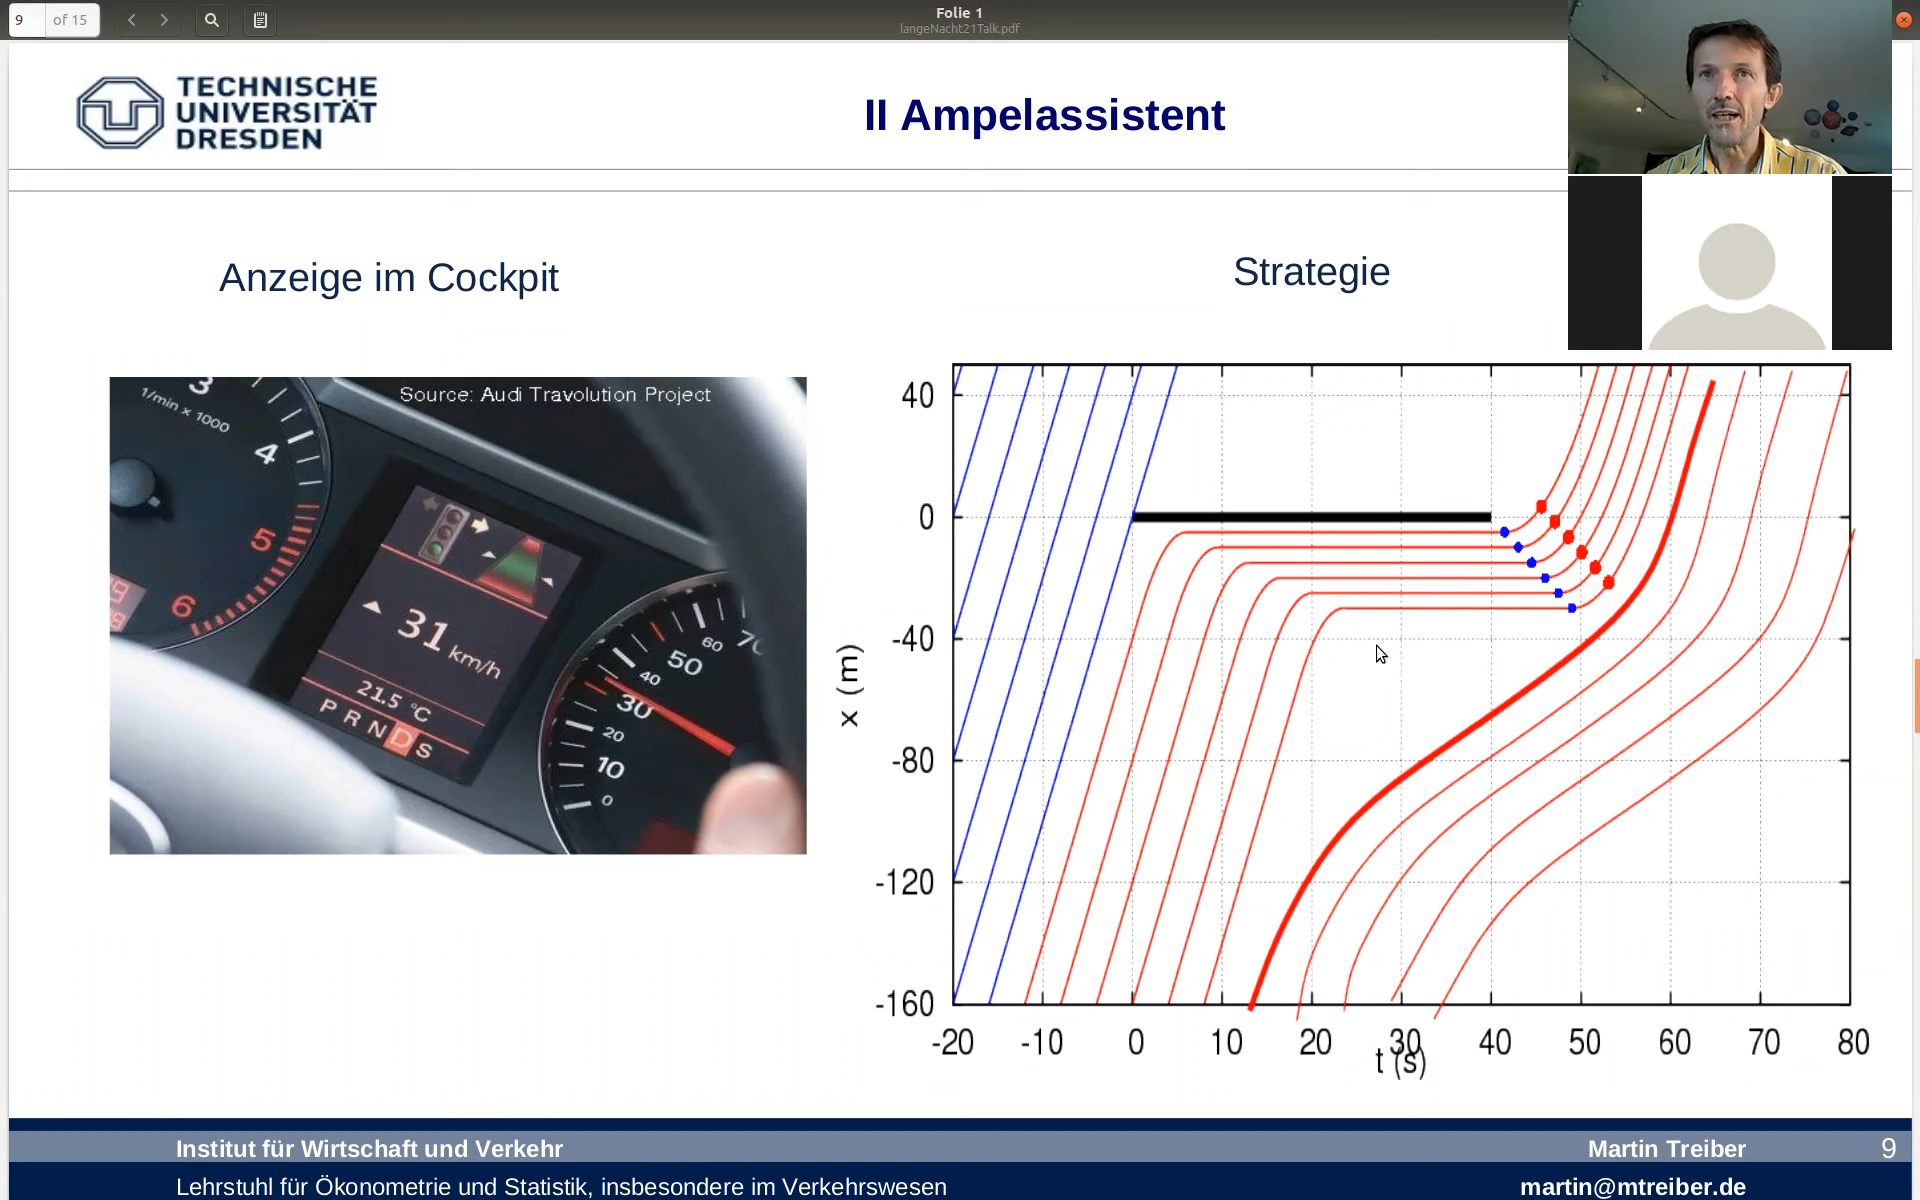 9 of 15
Folie 1
langeNacht21Talk.pdf
TECHNISCHE
UNIVERSITÄT
DRESDEN
II Ampelassistent
Anzeige im Cockpit
Strategie
Source: Audi Travolution Project
3
1/min x 1000
4
5
6
31 km/h
21.5 °C
P R N D S
70
60
50
40
30
20
10
0
40
0
-40
-80
-120
-160
x (m)
-20 -10 0 10 20 30 40 50 60 70 80
t (s)
Institut für Wirtschaft und Verkehr
Martin Treiber
9
Lehrstuhl für Ökonometrie und Statistik, insbesondere im Verkehrswesen
martin@mtreiber.de